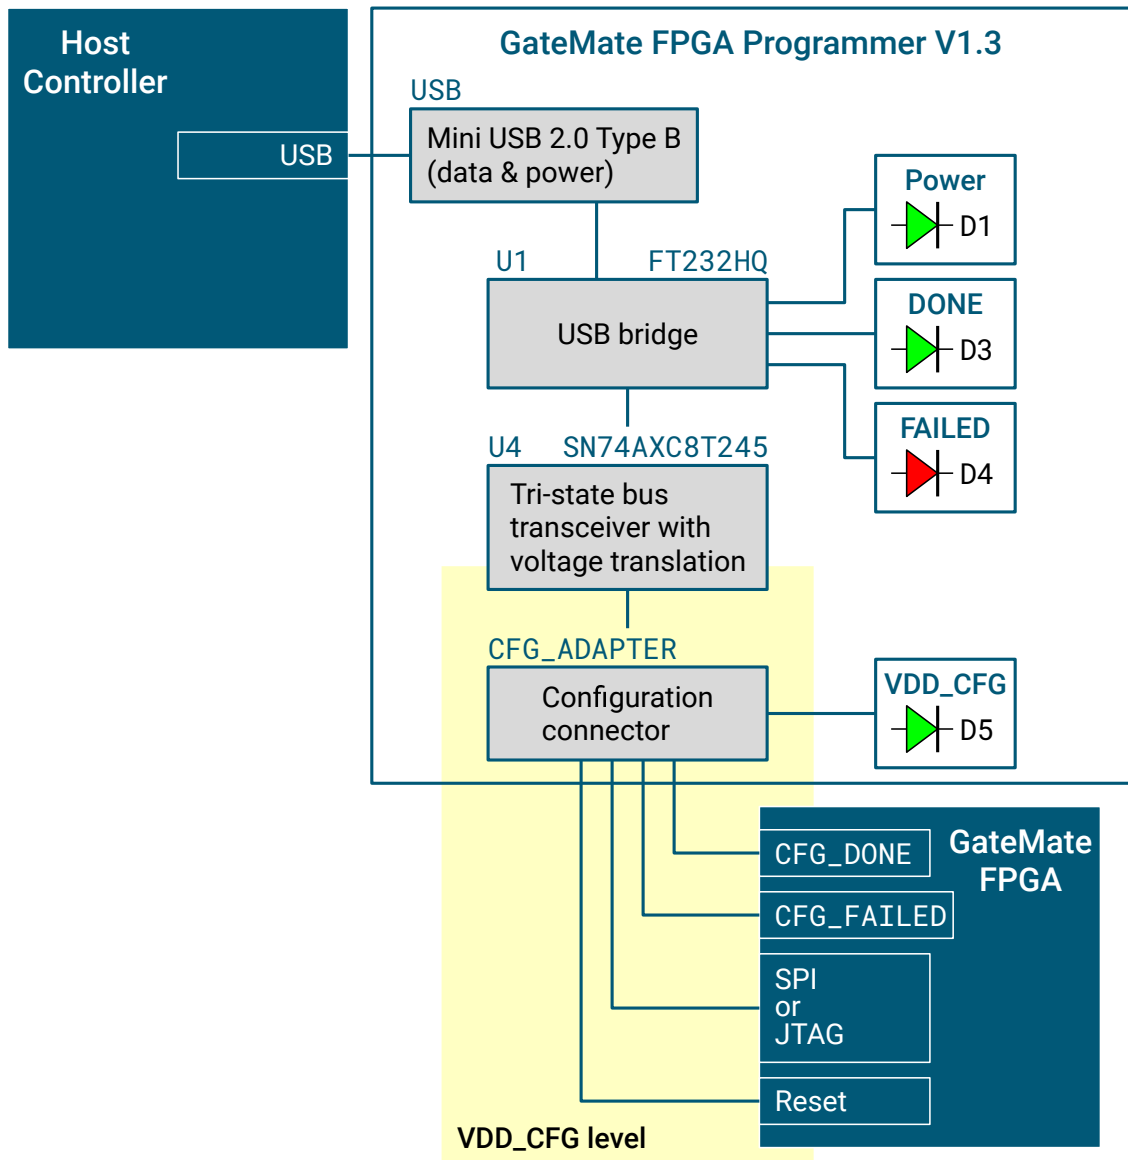 Host
Controller
USB
GateMate FPGA Programmer V1.3
USB
Mini USB 2.0 Type B
(data & power)
U1 FT232HQ
USB bridge
Power
D1
DONE
D3
FAILED
D4
U4 SN74AXC8T245
Tri-state bus
transceiver with
voltage translation
CFG_ADAPTER
Configuration
connector
VDD_CFG
D5
GateMate
FPGA
CFG_DONE
CFG_FAILED
SPI
or
JTAG
Reset
VDD_CFG level